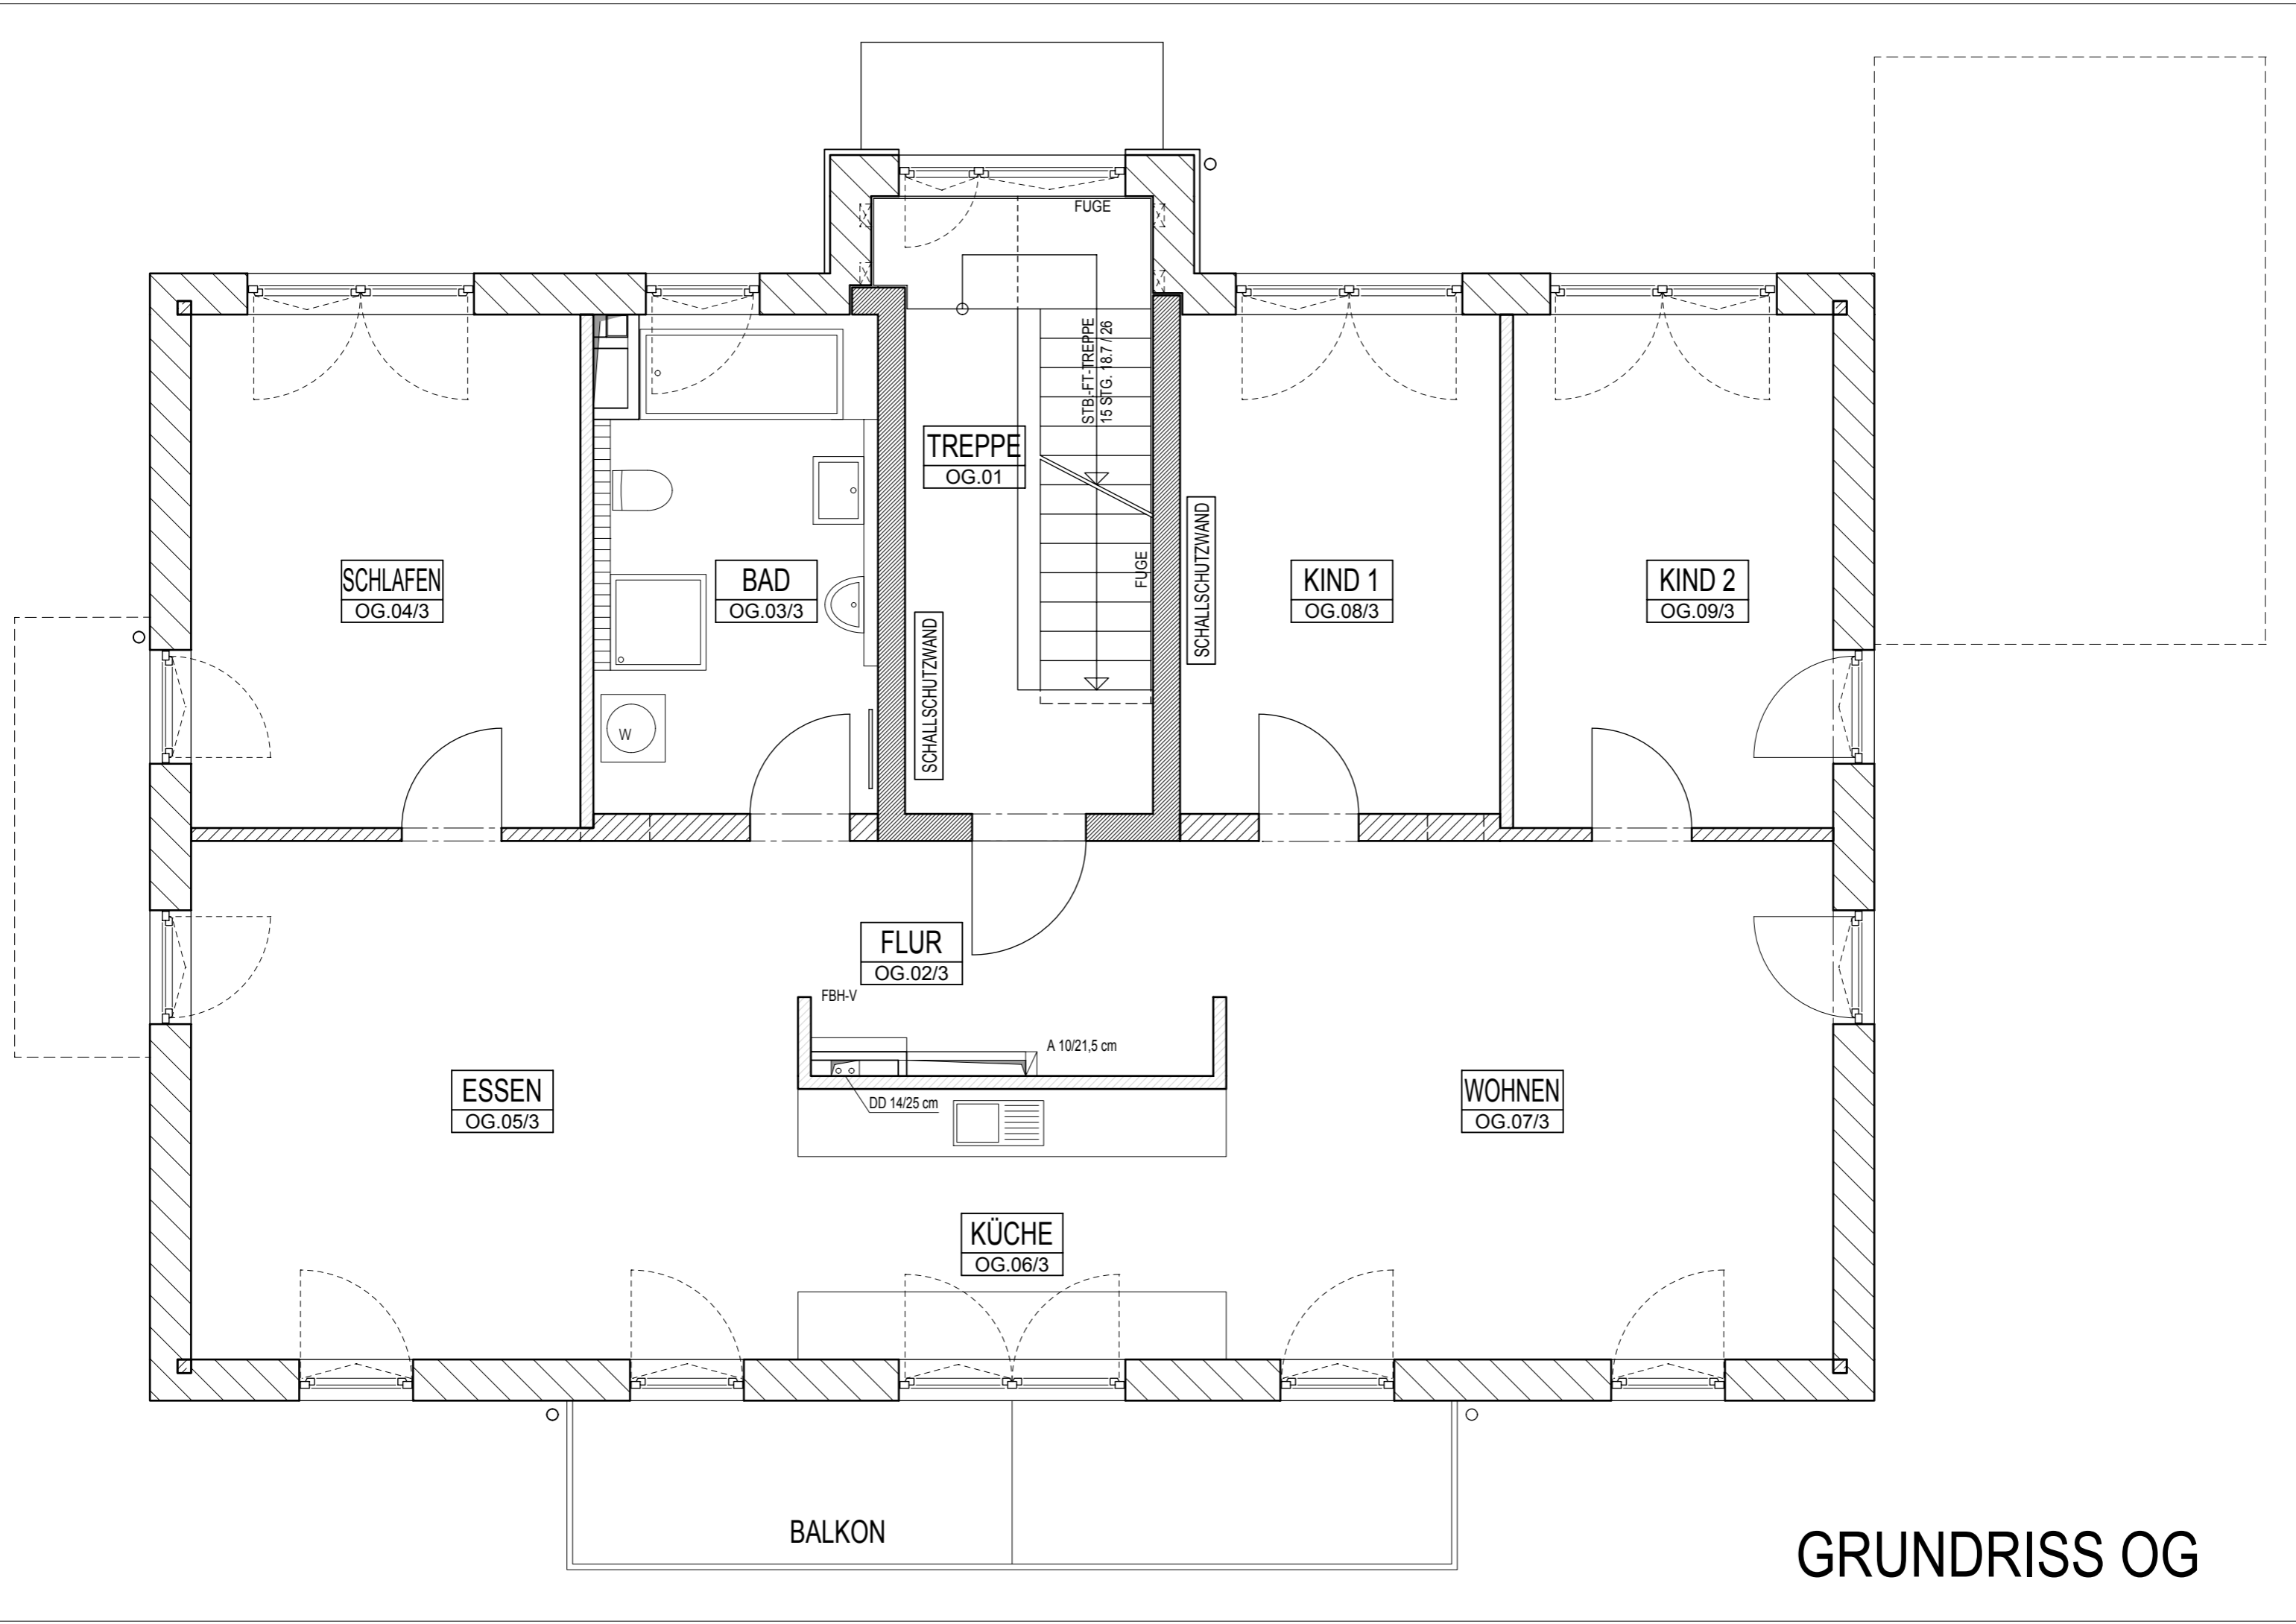 FUGE
STB.-FT-TREPPE
15 STG. 18.7 / 26
TREPPE
OG.01
SCHALLSCHUTZWAND
FUGE
SCHLAFEN
OG.04/3
BAD
OG.03/3
KIND 1
OG.08/3
KIND 2
OG.09/3
SCHALLSCHUTZWAND
W
FLUR
OG.02/3
FBH-V
A 10/21,5 cm
ESSEN
OG.05/3
DD 14/25 cm
WOHNEN
OG.07/3
KÜCHE
OG.06/3
BALKON
GRUNDRISS OG